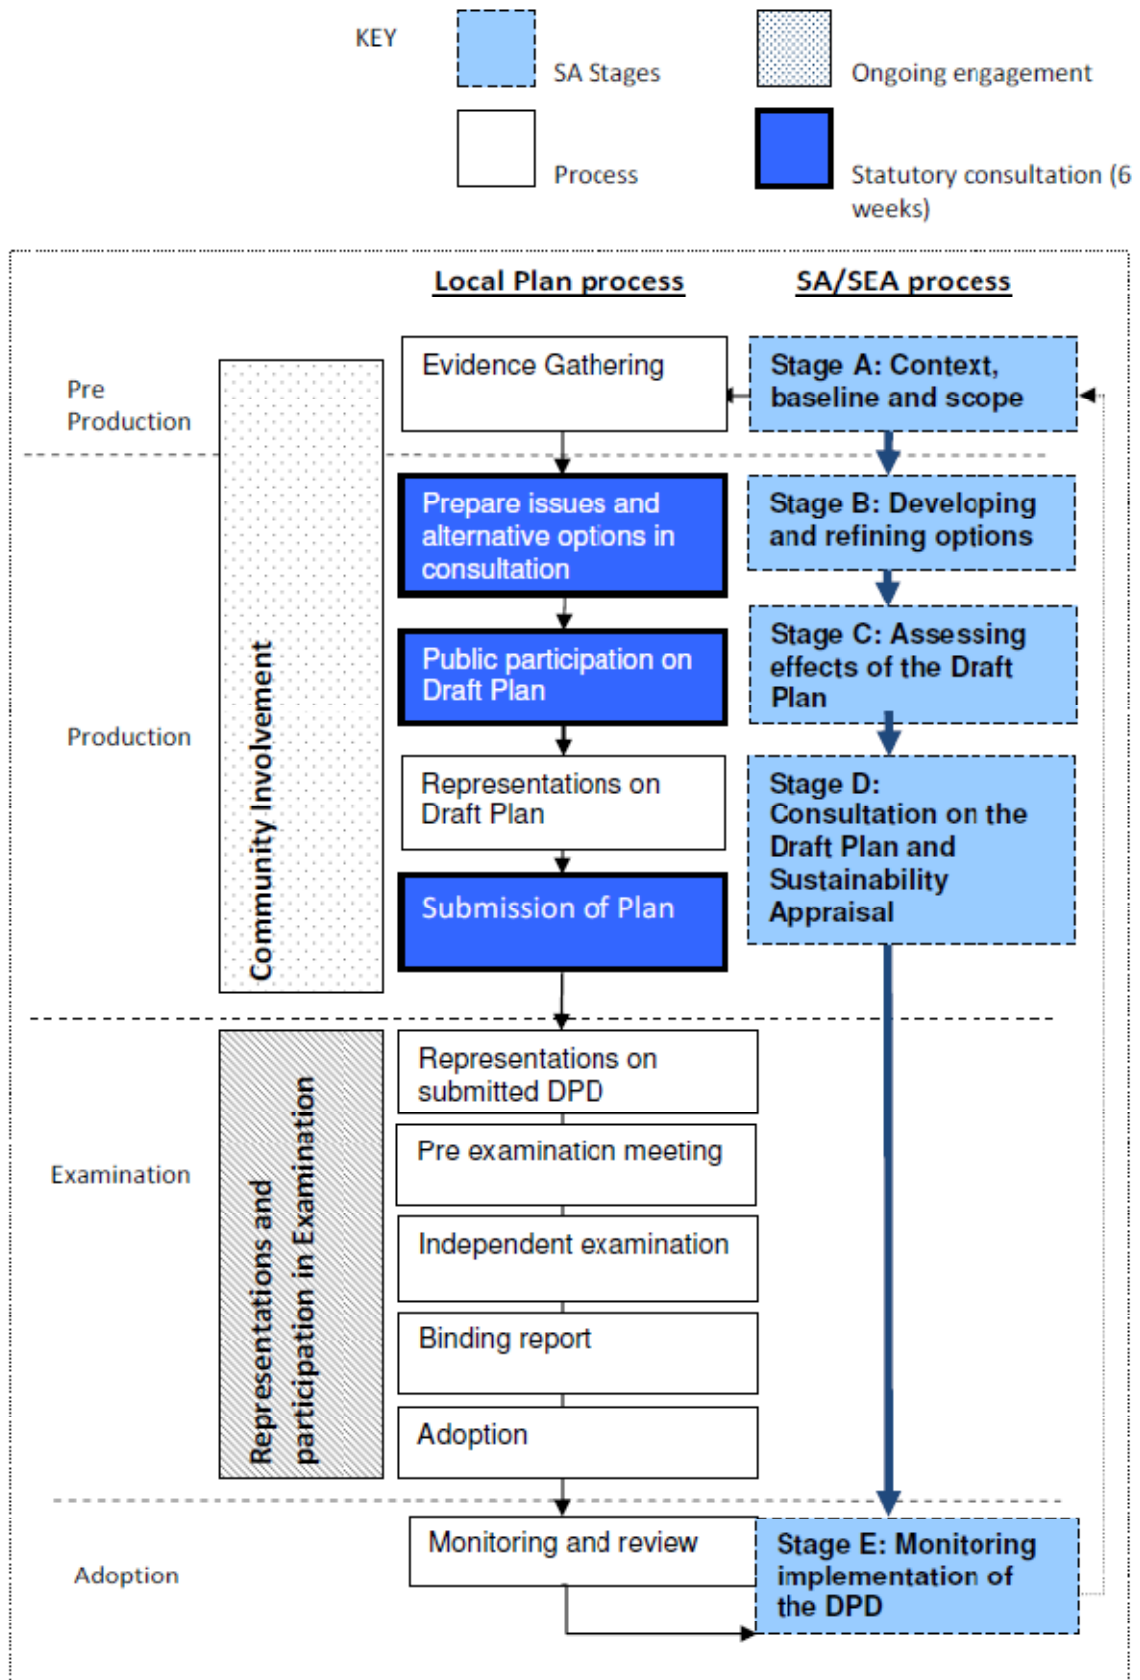 KEY
SA Stages
Ongoing engagement
Process
Statutory consultation (6
weeks)
Local Plan process
SA/SEA process
Pre
Production
Evidence Gathering
Stage A: Context,
baseline and scope
Community Involvement
Production
Prepare issues and
alternative options in
consultation
Stage B: Developing
and refining options
Public participation on
Draft Plan
Stage C: Assessing
effects of the Draft
Plan
Representations on
Draft Plan
Stage D:
Consultation on the
Draft Plan and
Sustainability
Appraisal
Submission of Plan
Examination
Representations and
participation in Examination
Representations on
submitted DPD
Pre examination meeting
Independent examination
Binding report
Adoption
Adoption
Monitoring and review
Stage E: Monitoring
implementation of
the DPD